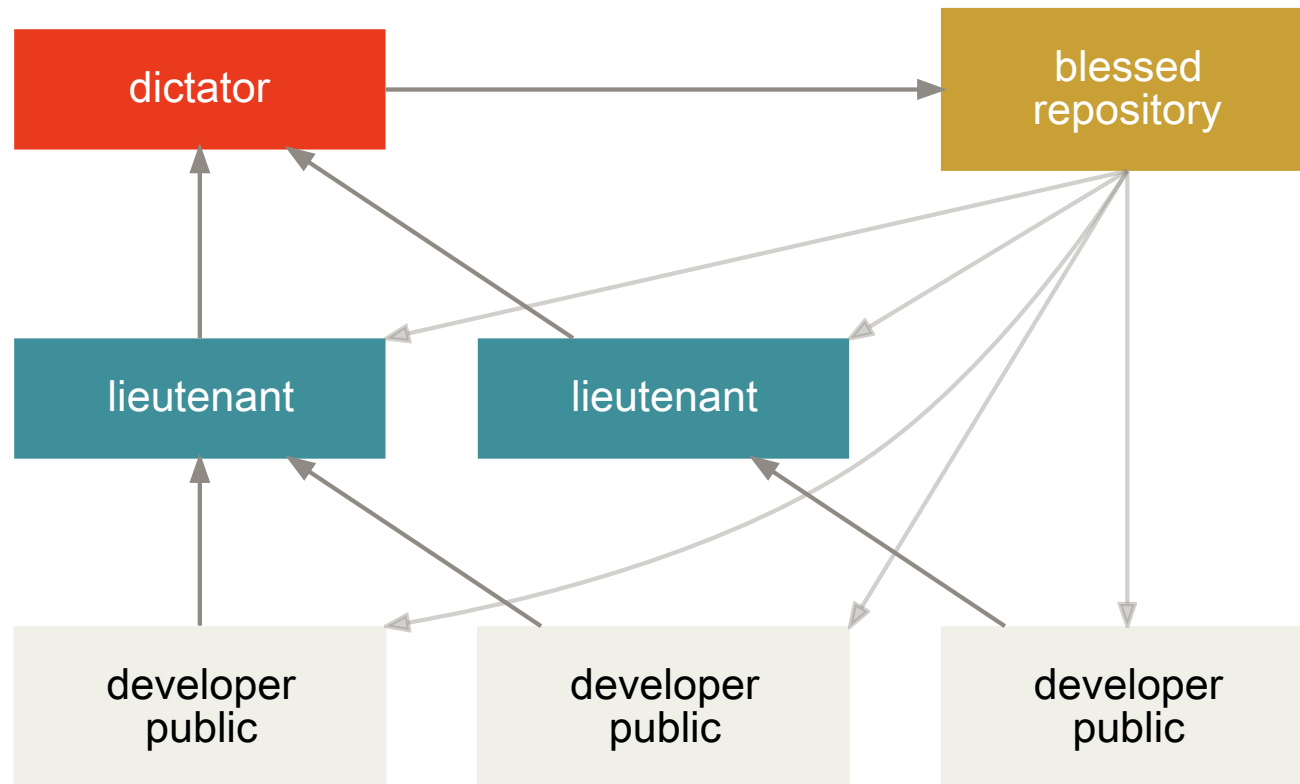 dictator
blessed
repository
lieutenant
lieutenant
developer
public
developer
public
developer
public